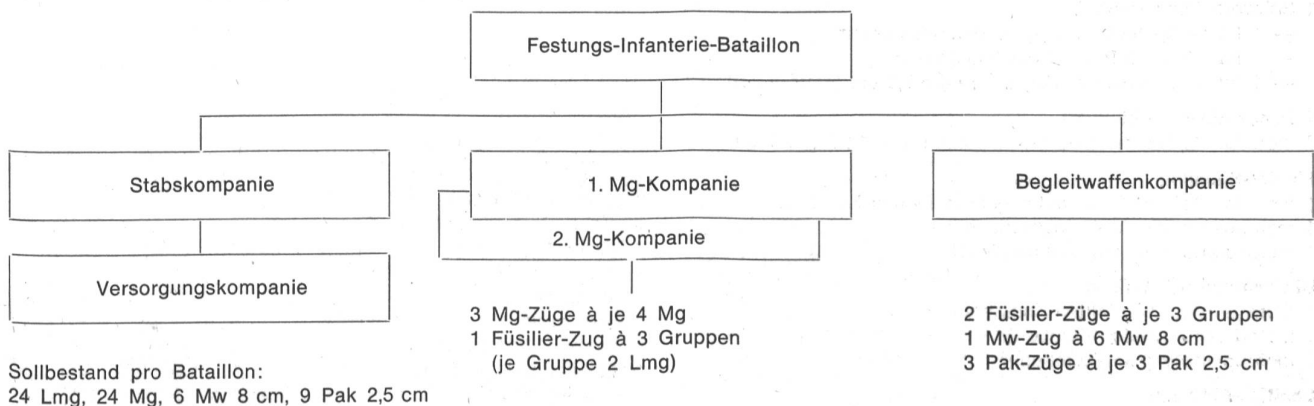 Festungs-Infanterie-Bataillon
Stabskompanie
1. Mg-Kompanie
Begleitwaffenkompanie
2. Mg-Kompanie
Versorgungskompanie
3 Mg-Züge à je 4 Mg
1 Füsilier-Zug à 3 Gruppen
(je Gruppe 2 Lmg)
2 Füsilier-Züge à je 3 Gruppen
1 Mw-Zug à 6 Mw 8 cm
3 Pak-Züge à je 3 Pak 2,5 cm
Sollbestand pro Bataillon:
24 Lmg, 24 Mg, 6 Mw 8 cm, 9 Pak 2,5 cm